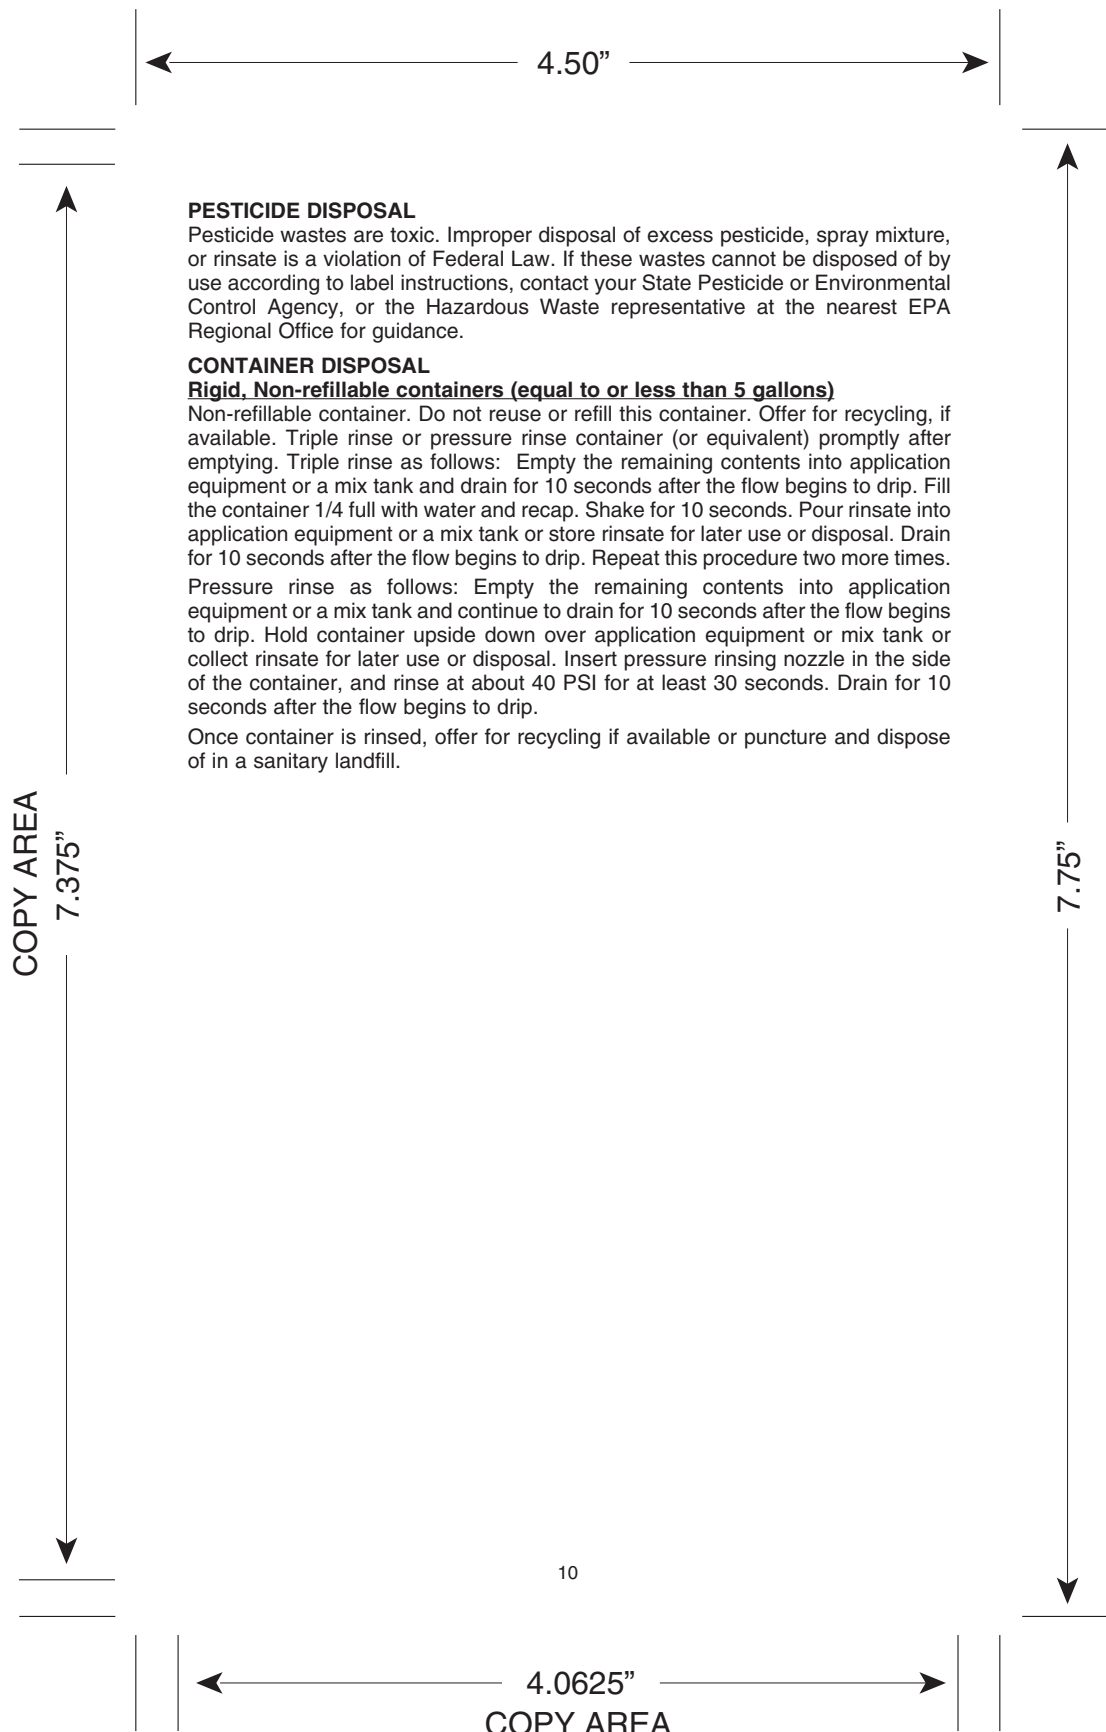 4.50”
PESTICIDE DISPOSAL
Pesticide wastes are toxic. Improper disposal of excess pesticide, spray mixture,
or rinsate is a violation of Federal Law. If these wastes cannot be disposed of by
use according to label instructions, contact your State Pesticide or Environmental
Control Agency, or the Hazardous Waste representative at the nearest EPA
Regional Office for guidance.
CONTAINER DISPOSAL
Rigid, Non-refillable containers (equal to or less than 5 gallons)
Non-refillable container. Do not reuse or refill this container. Offer for recycling, if
available. Triple rinse or pressure rinse container (or equivalent) promptly after
emptying. Triple rinse as follows:  Empty the remaining contents into application
equipment or a mix tank and drain for 10 seconds after the flow begins to drip. Fill
the container 1/4 full with water and recap. Shake for 10 seconds. Pour rinsate into
application equipment or a mix tank or store rinsate for later use or disposal. Drain
for 10 seconds after the flow begins to drip. Repeat this procedure two more times.
Pressure rinse as follows: Empty the remaining contents into application
equipment or a mix tank and continue to drain for 10 seconds after the flow begins
to drip. Hold container upside down over application equipment or mix tank or
collect rinsate for later use or disposal. Insert pressure rinsing nozzle in the side
of the container, and rinse at about 40 PSI for at least 30 seconds. Drain for 10
seconds after the flow begins to drip.
Once container is rinsed, offer for recycling if available or puncture and dispose
of in a sanitary landfill.
COPY AREA
7.375”
7.75”
10
4.0625”
COPY AREA